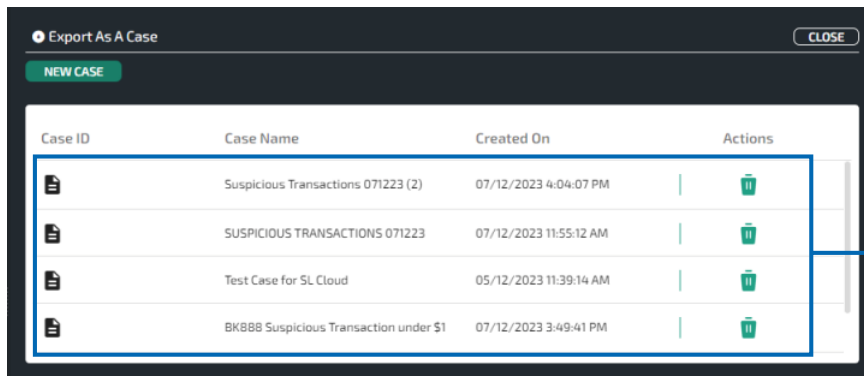 Export As A Case CLOSE
NEW CASE
Case ID Case Name Created On Actions
Suspicious Transactions 071223 (2) 07/12/2023 4:04:07 PM
SUSPICIOUS TRANSACTIONS 071223 07/12/2023 11:55:12 AM
Test Case for SL Cloud 05/12/2023 11:39:14 AM
BK888 Suspicious Transaction under $1 07/12/2023 3:49:41 PM